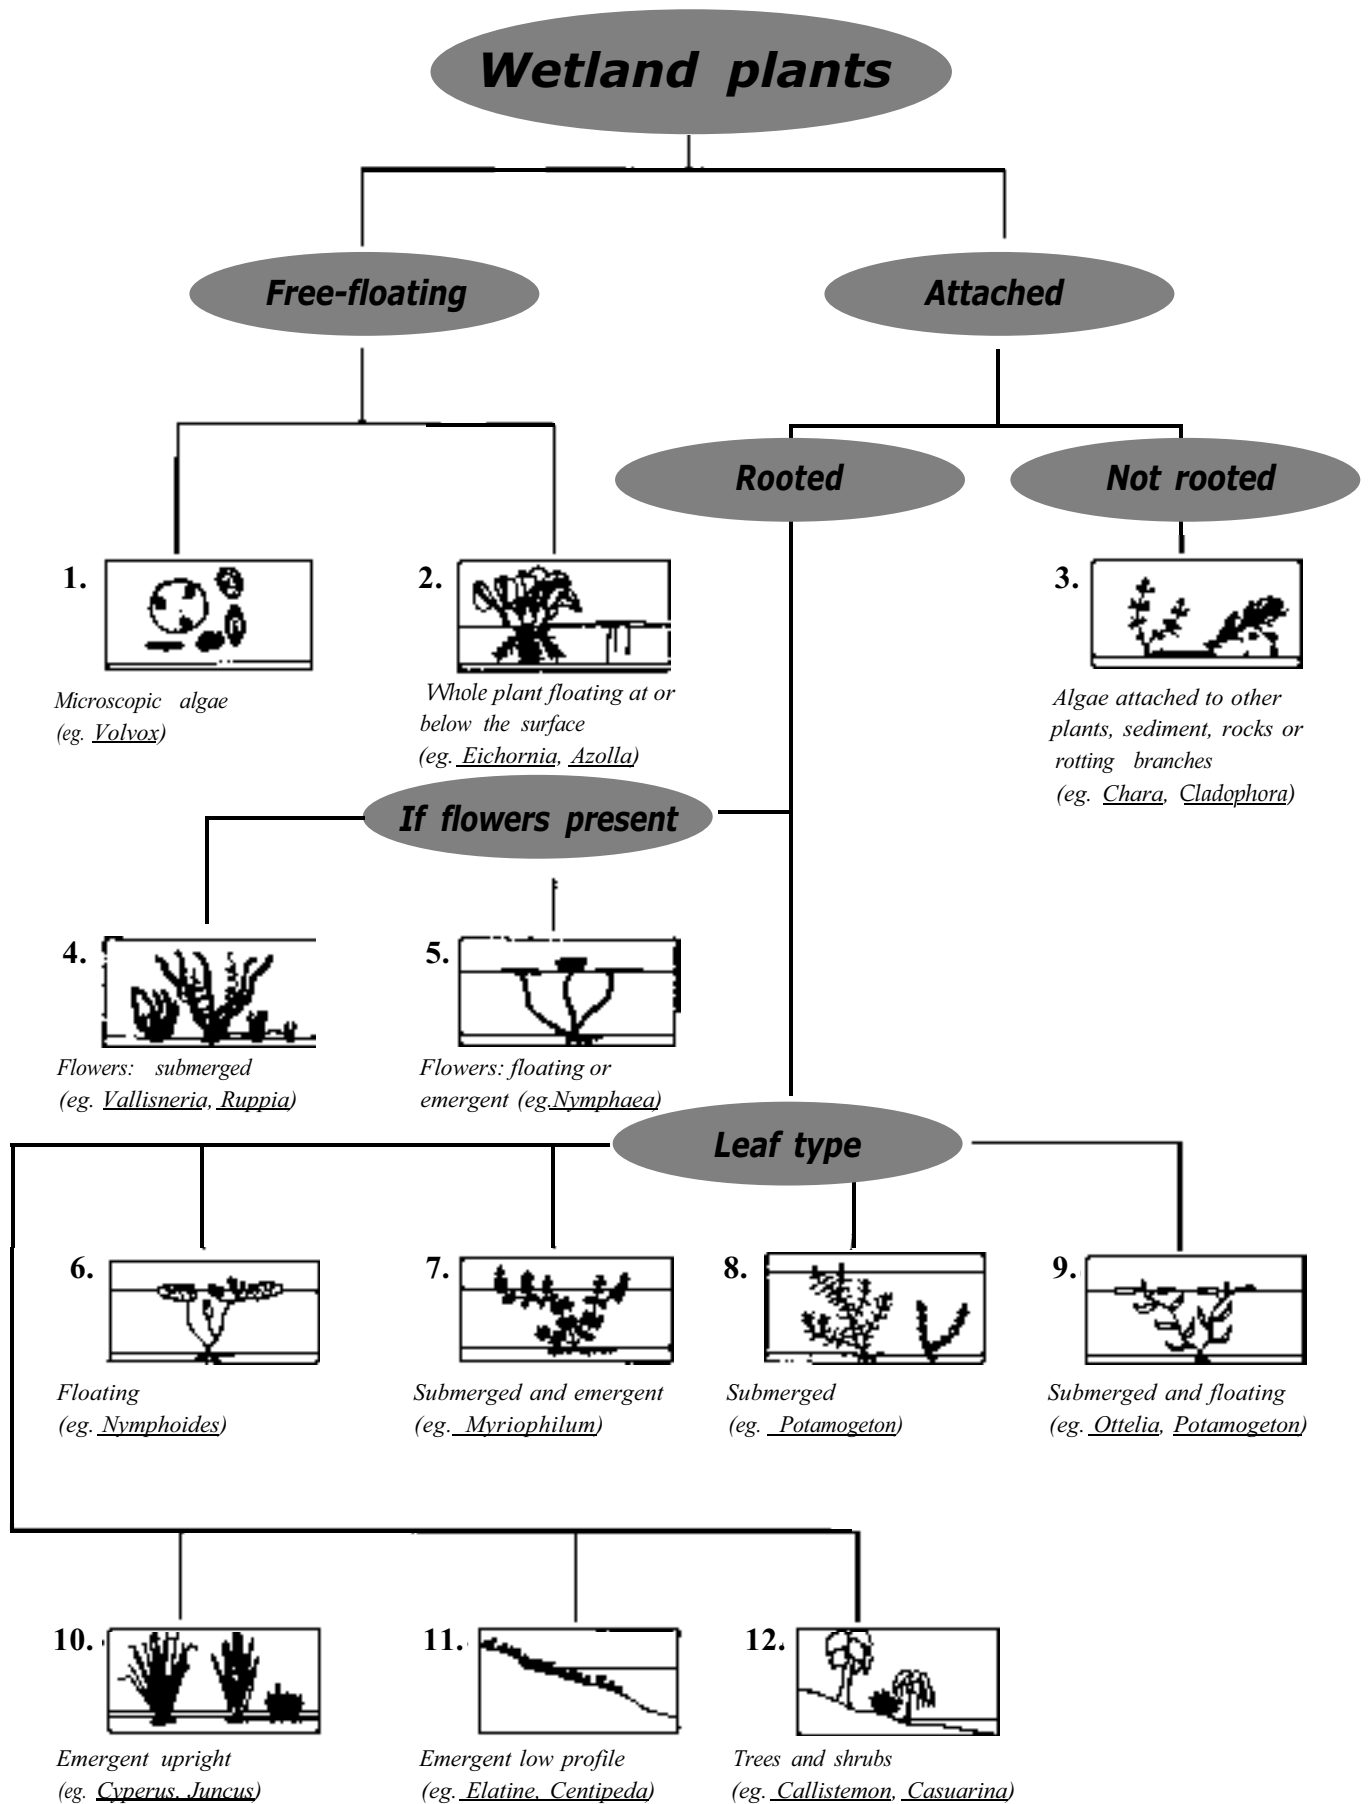 Wetland plants
Free-floating
Attached
Rooted
Not rooted
1.
Microscopic algae
(eg. Volvox)
2.
Whole plant floating at or
below the surface
(eg. Eichornia, Azolla)
3.
Algae attached to other
plants, sediment, rocks or
rotting branches
(eg. Chara, Cladophora)
If flowers present
4.
Flowers: submerged
(eg. Vallisneria, Ruppia)
5.
Flowers: floating or
emergent (eg.Nymphaea)
Leaf type
6.
Floating
(eg. Nymphoides)
7.
Submerged and emergent
(eg. Myriophilum)
8.
Submerged
(eg. Potamogeton)
9.
Submerged and floating
(eg. Ottelia, Potamogeton)
10.
Emergent upright
(eg. Cyperus, Juncus)
11.
Emergent low profile
(eg. Elatine, Centipeda)
12.
Trees and shrubs
(eg. Callistemon, Casuarina)